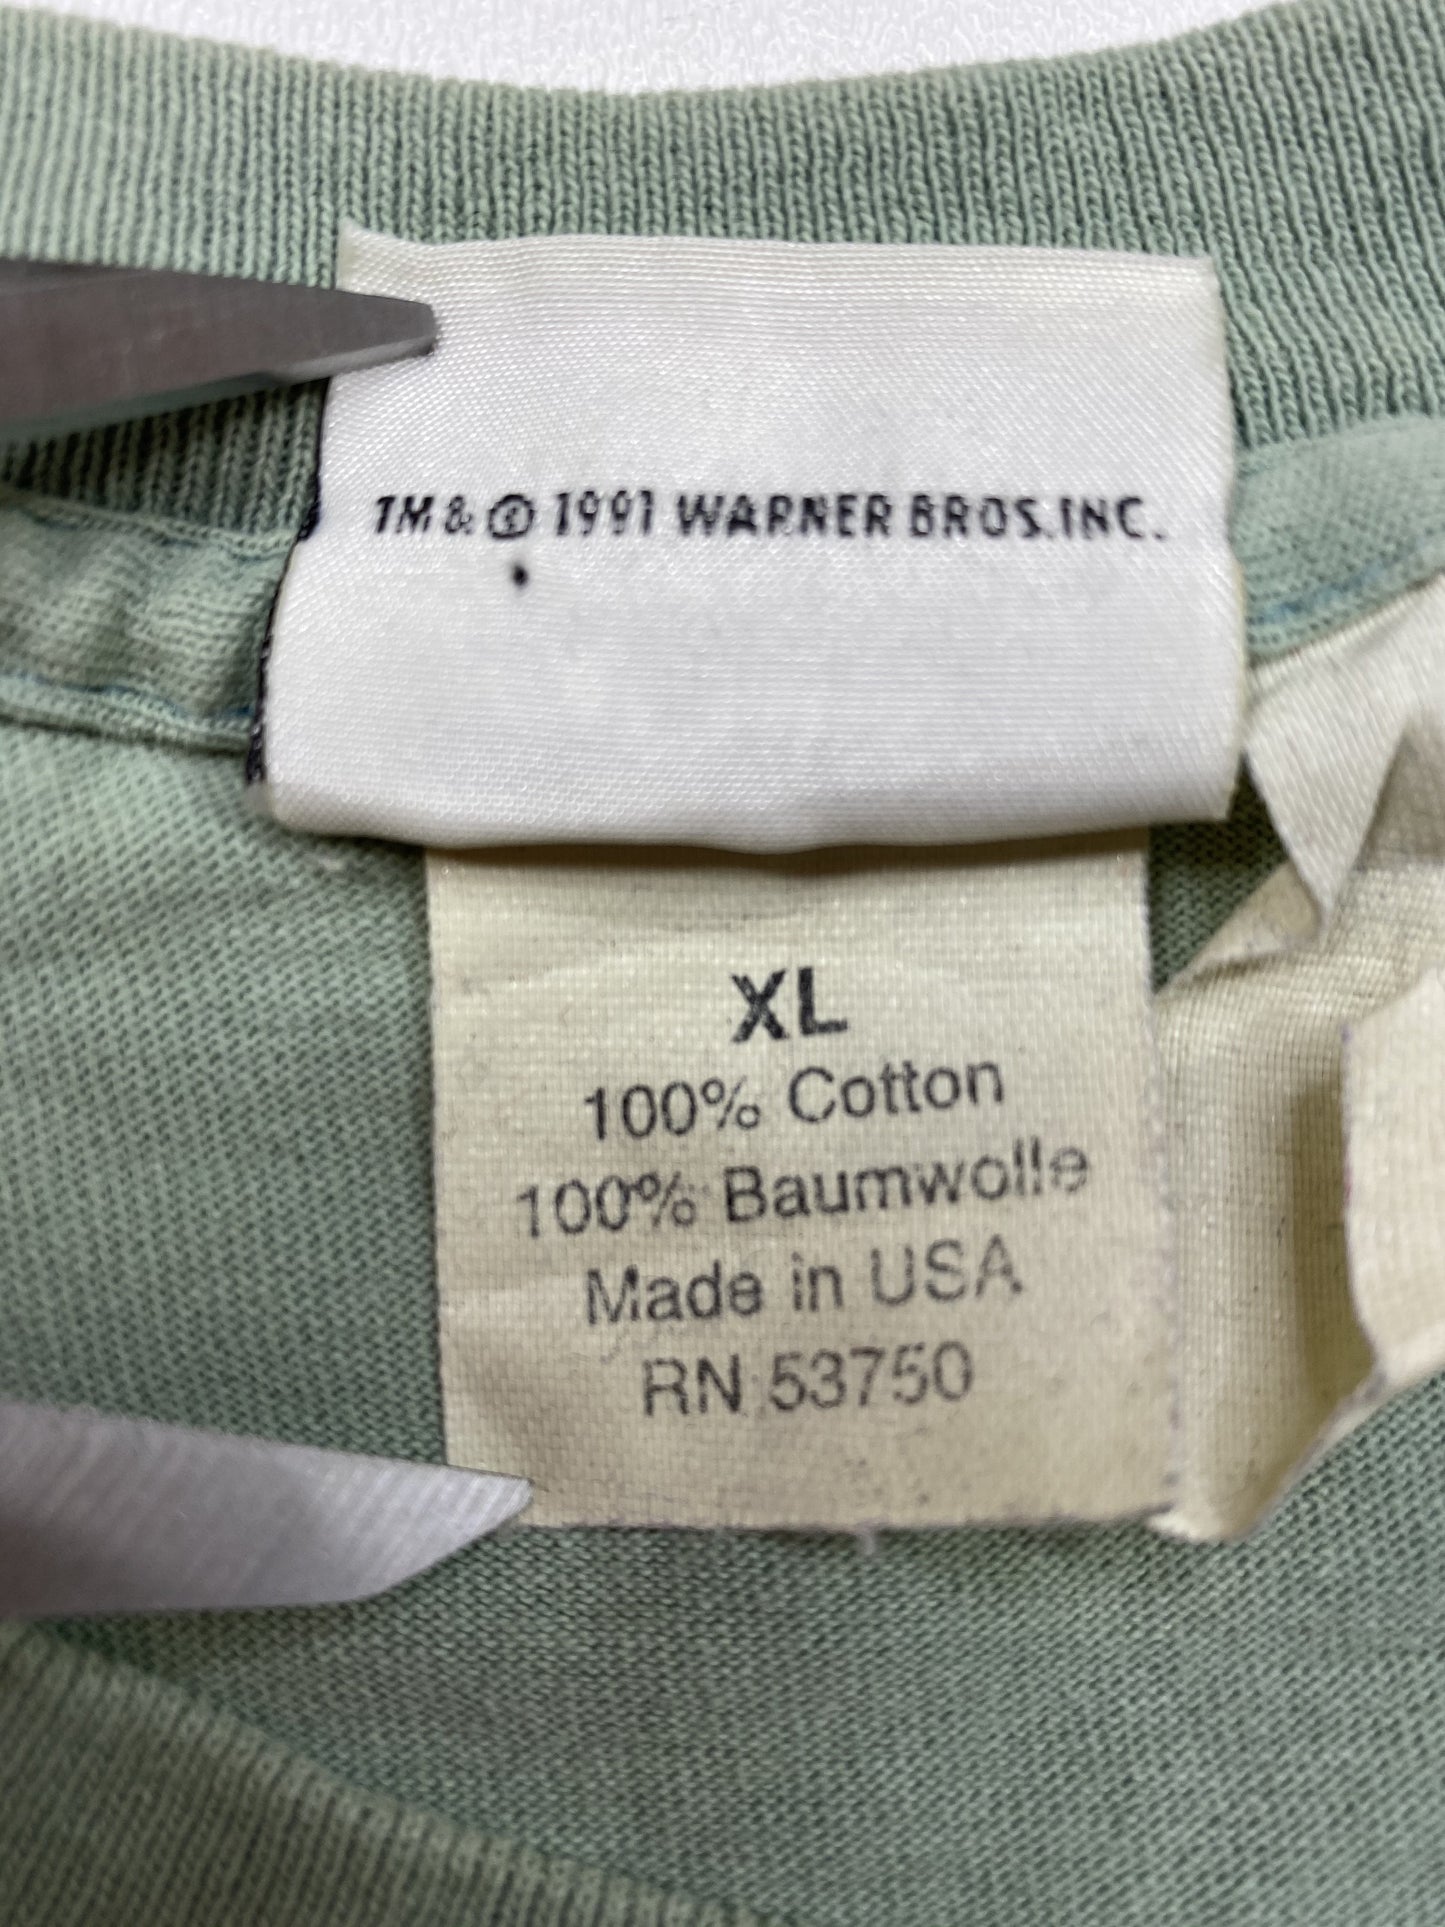 TM & © 1991 WARNER BROS. INC.
XL
100% Cotton
100% Baumwolle
Made in USA
RN 53750